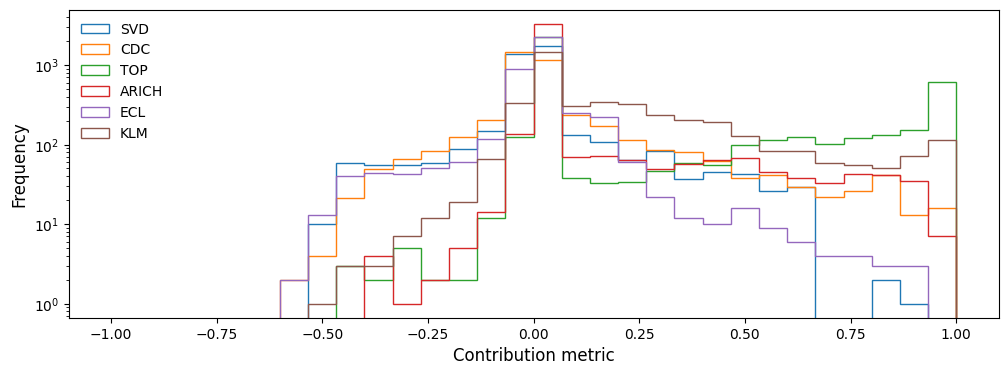 SVD
CDC
TOP
ARICH
ECL
KLM
Frequency
10³
10²
10¹
10⁰
−1.00 −0.75 −0.50 −0.25 0.00 0.25 0.50 0.75 1.00
Contribution metric